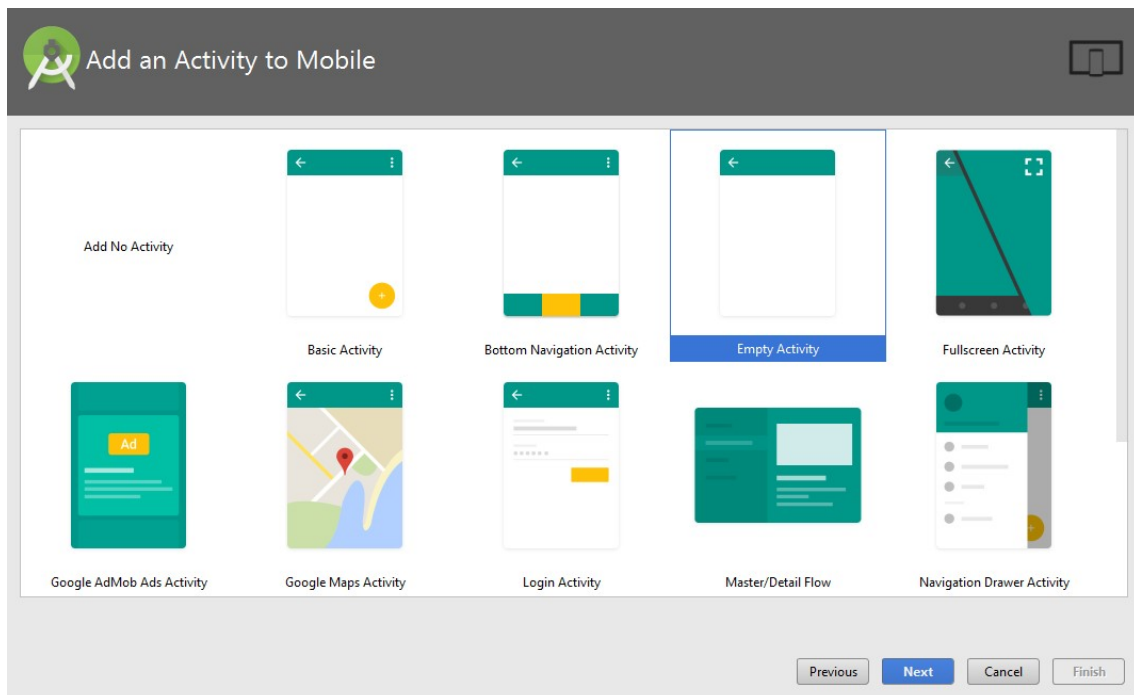 Add an Activity to Mobile
Add No Activity
Basic Activity
Bottom Navigation Activity
Empty Activity
Fullscreen Activity
Ad
Google AdMob Ads Activity
Google Maps Activity
Login Activity
Master/Detail Flow
Navigation Drawer Activity
Previous
Next
Cancel
Finish